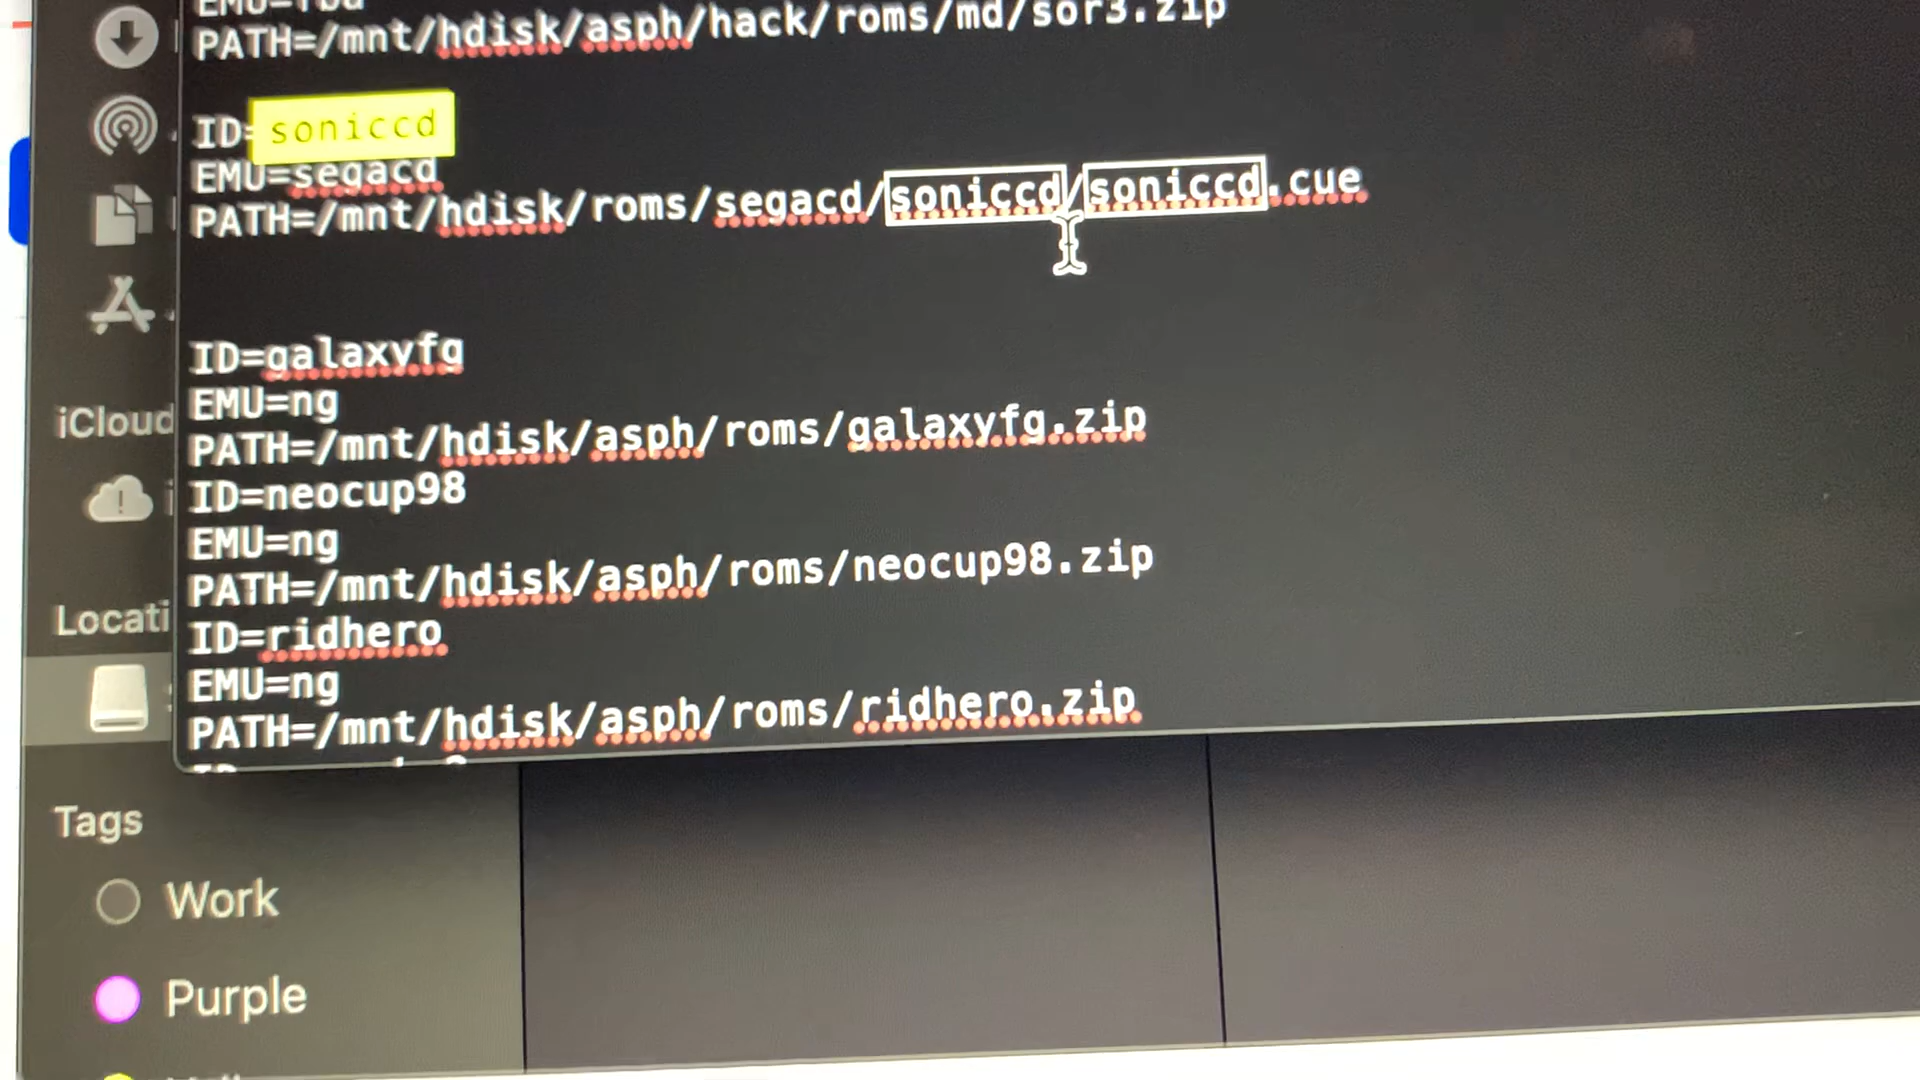 PATH=/mnt/hdisk/asph/hack/roms/md/sor3.zip
ID=soniccd
EMU=segacd
PATH=/mnt/hdisk/roms/segacd/soniccd/soniccd.cue
ID=galaxyfg
EMU=ng
PATH=/mnt/hdisk/asph/roms/galaxyfg.zip
ID=neocup98
EMU=ng
PATH=/mnt/hdisk/asph/roms/neocup98.zip
ID=ridhero
EMU=ng
PATH=/mnt/hdisk/asph/roms/ridhero.zip
iCloud
Locati
Tags
Work
Purple